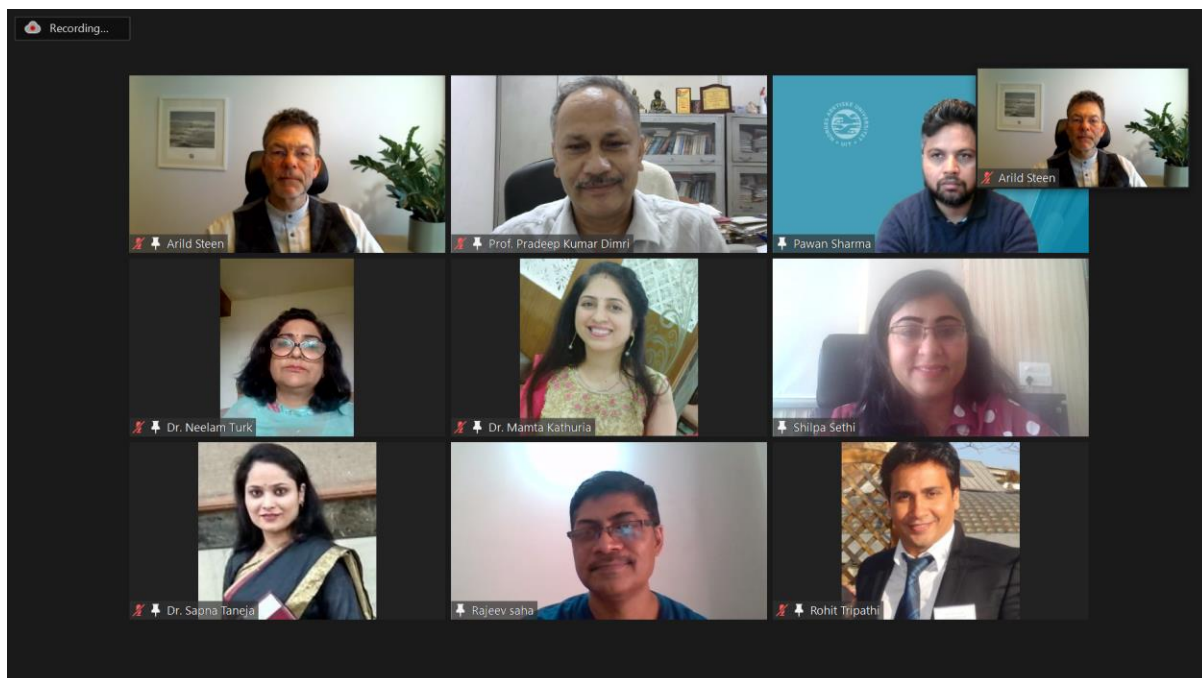 Recording...
Arild Steen
Prof. Pradeep Kumar Dimri
Pawan Sharma
Arild Steen
Dr. Neelam Turk
Dr. Mamta Kathuria
Shilpa Sethi
Dr. Sapna Taneja
Rajeev saha
Rohit Tripathi